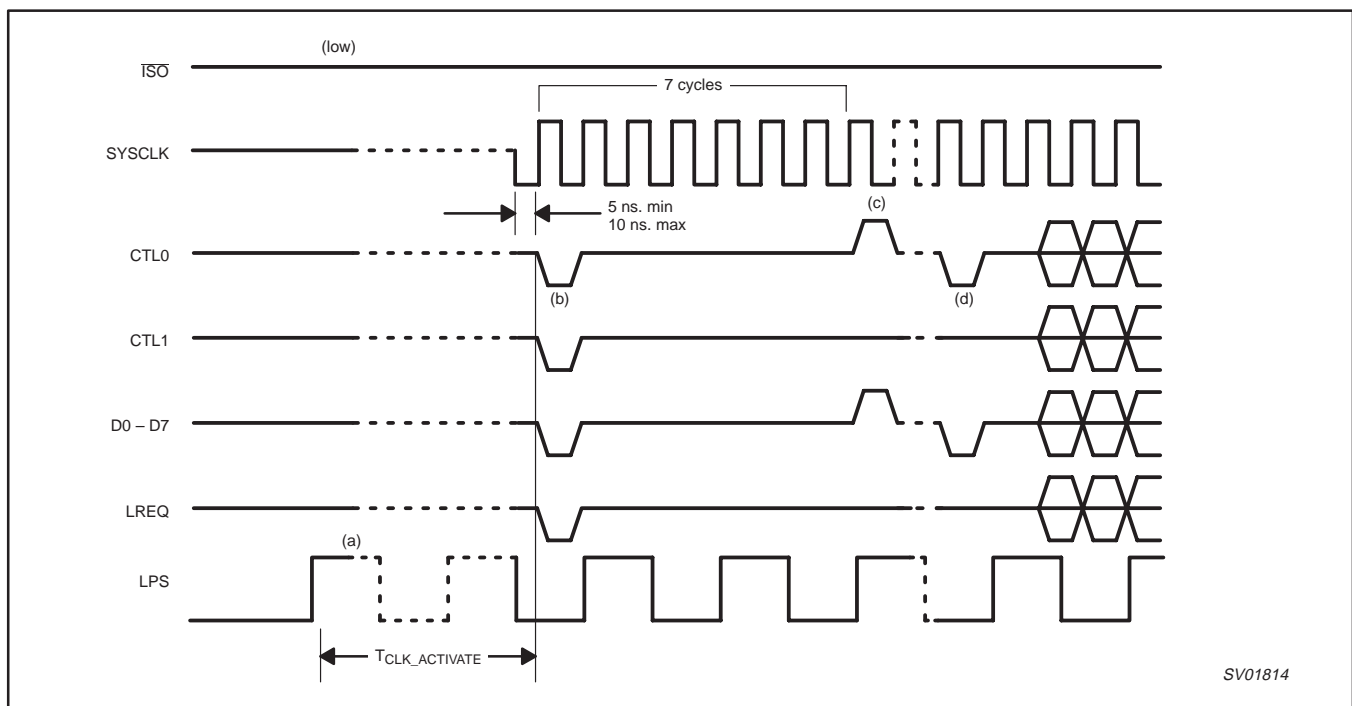 (low)
ISO
7 cycles
SYSCLK
5 ns. min
10 ns. max
(c)
CTL0
(b)
(d)
CTL1
D0 – D7
LREQ
(a)
LPS
TCLK_ACTIVATE
SV01814